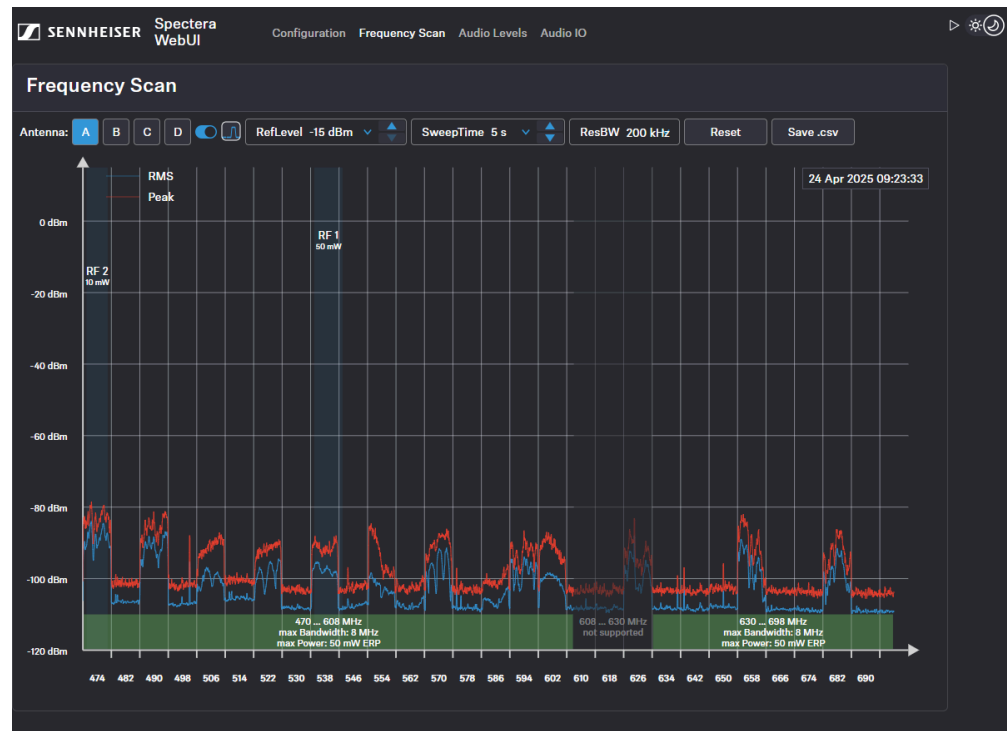 SENNHEISER
Spectera
WebUI
Configuration Frequency Scan Audio Levels Audio IO
Frequency Scan
Antenna: A B C D RefLevel -15 dBm SweepTime 5 s ResBW 200 kHz Reset Save .csv
RMS
Peak
24 Apr 2025 09:23:33
0 dBm
RF 1
50 mW
RF 2
10 mW
-20 dBm
-40 dBm
-60 dBm
-80 dBm
-100 dBm
-120 dBm
470 ... 608 MHz
max Bandwidth: 8 MHz
max Power: 50 mW ERP
608 ... 630 MHz
not supported
630 ... 698 MHz
max Bandwidth: 8 MHz
max Power: 50 mW ERP
474 482 490 498 506 514 522 530 538 546 554 562 570 578 586 594 602 610 618 626 634 642 650 658 666 674 682 690